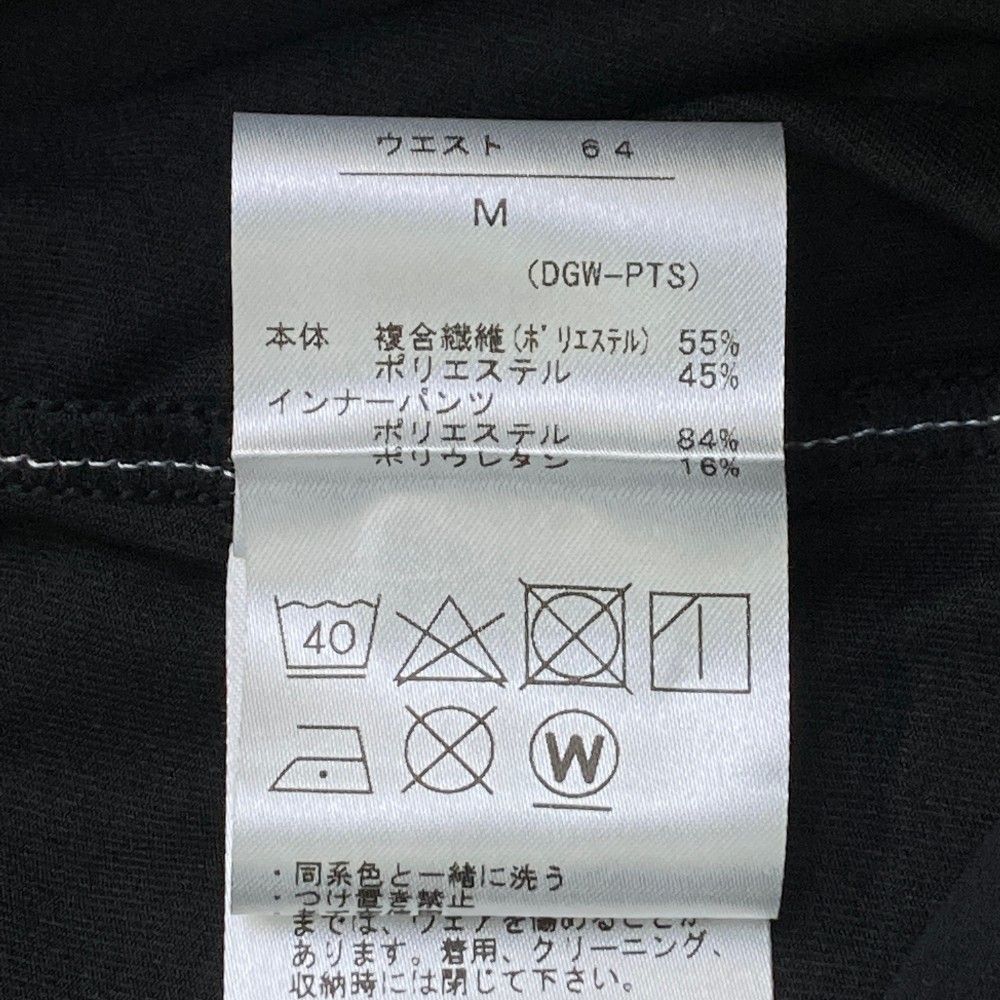 ウエスト 64
M
(DGW-PTS)
本体 複合繊維(ポリエステル) 55%
ポリエステル 45%
インナーパンツ
ポリエステル 84%
ポリウレタン 16%
40
W
・同系色と一緒に洗う
・つけ置き禁止
までは、ウェアを傷めることが
あります。着用、クリーニング、
収納時には閉じて下さい。